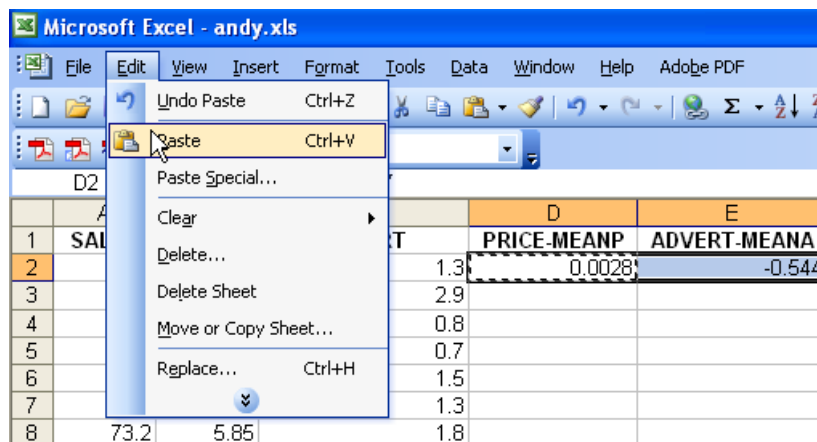 Microsoft Excel - andy.xls
File Edit View Insert Format Tools Data Window Help Adobe PDF
Undo Paste Ctrl+Z
Paste Ctrl+V
Paste Special...
Clear
Delete...
Delete Sheet
Move or Copy Sheet...
Replace... Ctrl+H
D2
D E
1 PRICE-MEANP ADVERT-MEANA
2 1.3 0.0028 -0.544
3 2.9
4 0.8
5 0.7
6 1.5
7 1.3
8 73.2 5.85 1.8